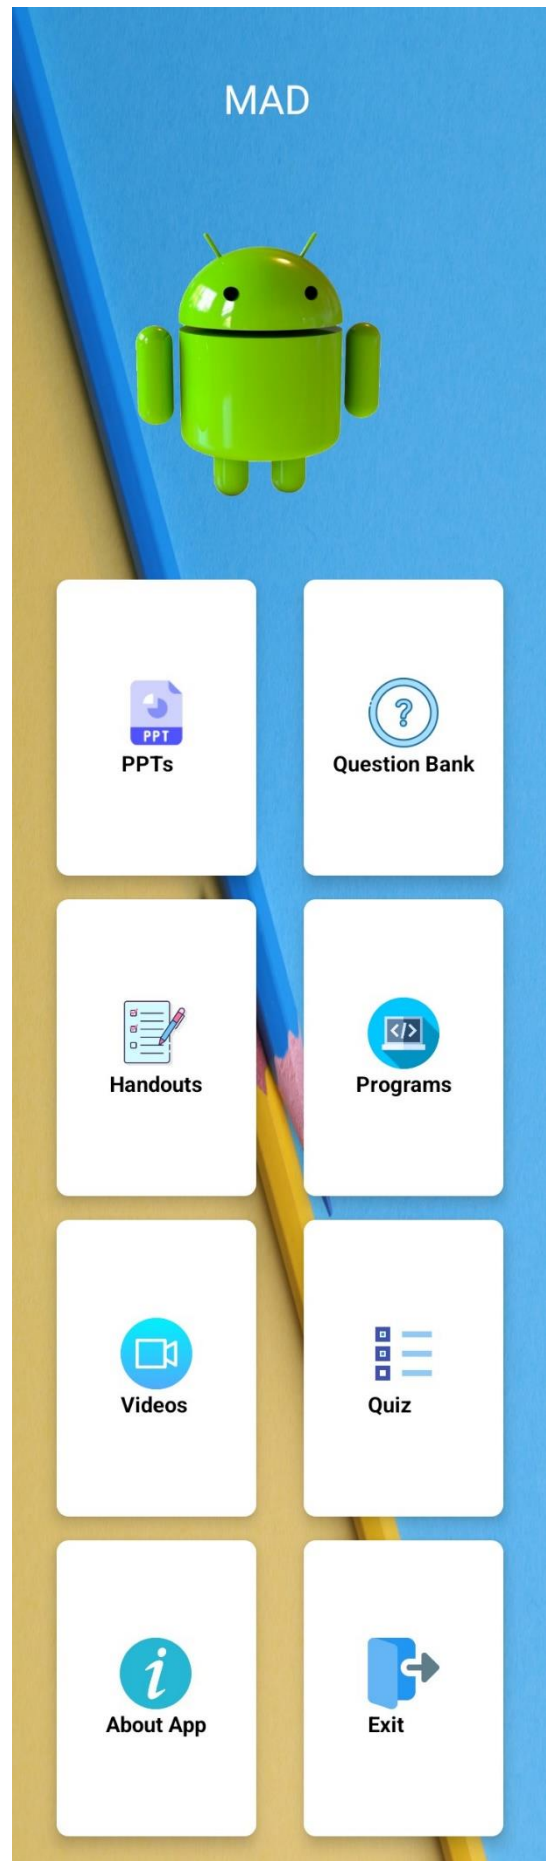 MAD
PPT
PPTs
?
Question Bank
Handouts
</>
Programs
Videos
Quiz
i
About App
Exit